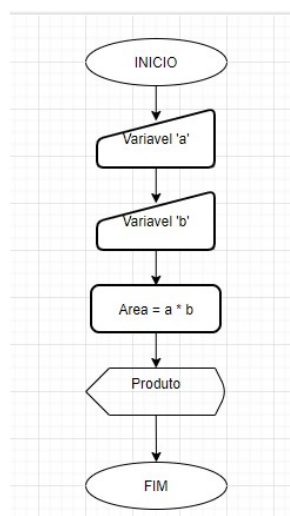 INICIO
Variavel 'a'
Variavel 'b'
Area = a * b
Produto
FIM